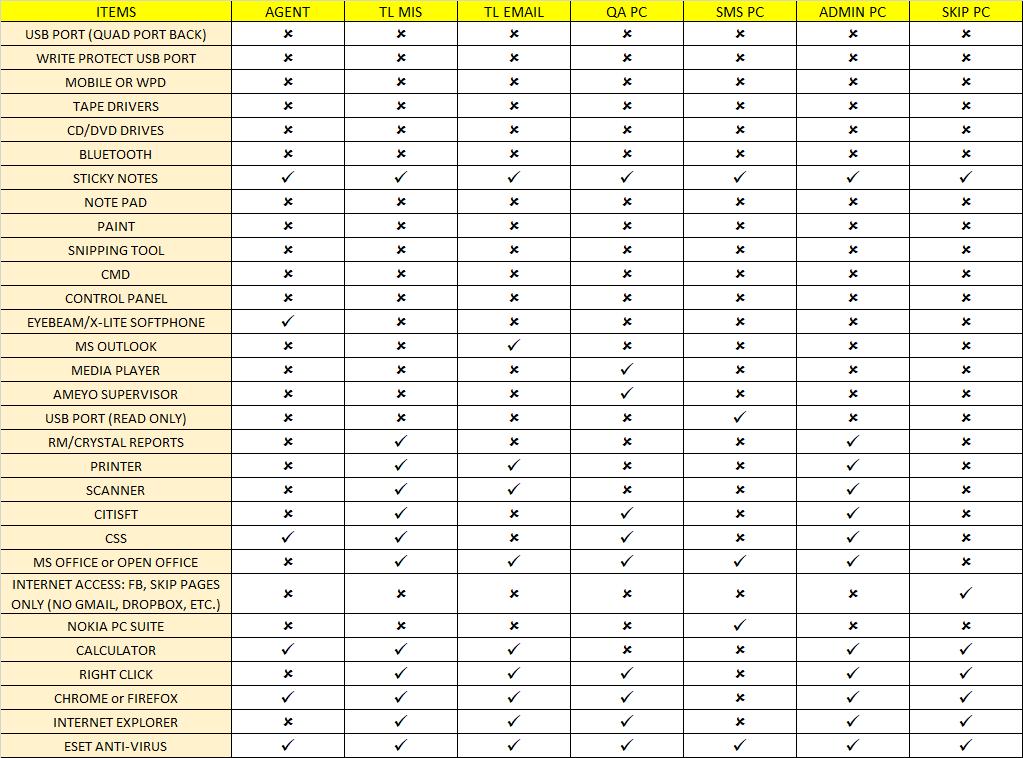 ITEMS AGENT TL MIS TL EMAIL QA PC SMS PC ADMIN PC SKIP PC
USB PORT (QUAD PORT BACK) 🗴 🗴 🗴 🗴 🗴 🗴 🗴
WRITE PROTECT USB PORT 🗴 🗴 🗴 🗴 🗴 🗴 🗴
MOBILE OR WPD 🗴 🗴 🗴 🗴 🗴 🗴 🗴
TAPE DRIVERS 🗴 🗴 🗴 🗴 🗴 🗴 🗴
CD/DVD DRIVES 🗴 🗴 🗴 🗴 🗴 🗴 🗴
BLUETOOTH 🗴 🗴 🗴 🗴 🗴 🗴 🗴
STICKY NOTES ✓ ✓ ✓ ✓ ✓ ✓ ✓
NOTE PAD 🗴 🗴 🗴 🗴 🗴 🗴 🗴
PAINT 🗴 🗴 🗴 🗴 🗴 🗴 🗴
SNIPPING TOOL 🗴 🗴 🗴 🗴 🗴 🗴 🗴
CMD 🗴 🗴 🗴 🗴 🗴 🗴 🗴
CONTROL PANEL 🗴 🗴 🗴 🗴 🗴 🗴 🗴
EYEBEAM/X-LITE SOFTPHONE ✓ 🗴 🗴 🗴 🗴 🗴 🗴
MS OUTLOOK 🗴 🗴 ✓ 🗴 🗴 🗴 🗴
MEDIA PLAYER 🗴 🗴 🗴 ✓ 🗴 🗴 🗴
AMEYO SUPERVISOR 🗴 🗴 🗴 ✓ 🗴 🗴 🗴
USB PORT (READ ONLY) 🗴 🗴 🗴 🗴 ✓ 🗴 🗴
RM/CRYSTAL REPORTS 🗴 ✓ 🗴 🗴 🗴 ✓ 🗴
PRINTER 🗴 ✓ ✓ 🗴 🗴 ✓ 🗴
SCANNER 🗴 ✓ ✓ 🗴 🗴 ✓ 🗴
CITISFT 🗴 ✓ 🗴 ✓ 🗴 ✓ 🗴
CSS ✓ ✓ 🗴 ✓ 🗴 ✓ 🗴
MS OFFICE or OPEN OFFICE 🗴 ✓ ✓ ✓ ✓ ✓ 🗴
INTERNET ACCESS: FB, SKIP PAGES
ONLY (NO GMAIL, DROPBOX, ETC.) 🗴 🗴 🗴 🗴 🗴 🗴 ✓
NOKIA PC SUITE 🗴 🗴 🗴 🗴 ✓ 🗴 🗴
CALCULATOR ✓ ✓ ✓ 🗴 🗴 ✓ ✓
RIGHT CLICK 🗴 ✓ ✓ ✓ 🗴 ✓ ✓
CHROME or FIREFOX ✓ ✓ ✓ ✓ 🗴 ✓ ✓
INTERNET EXPLORER 🗴 ✓ ✓ ✓ 🗴 ✓ ✓
ESET ANTI-VIRUS ✓ ✓ ✓ ✓ ✓ ✓ ✓